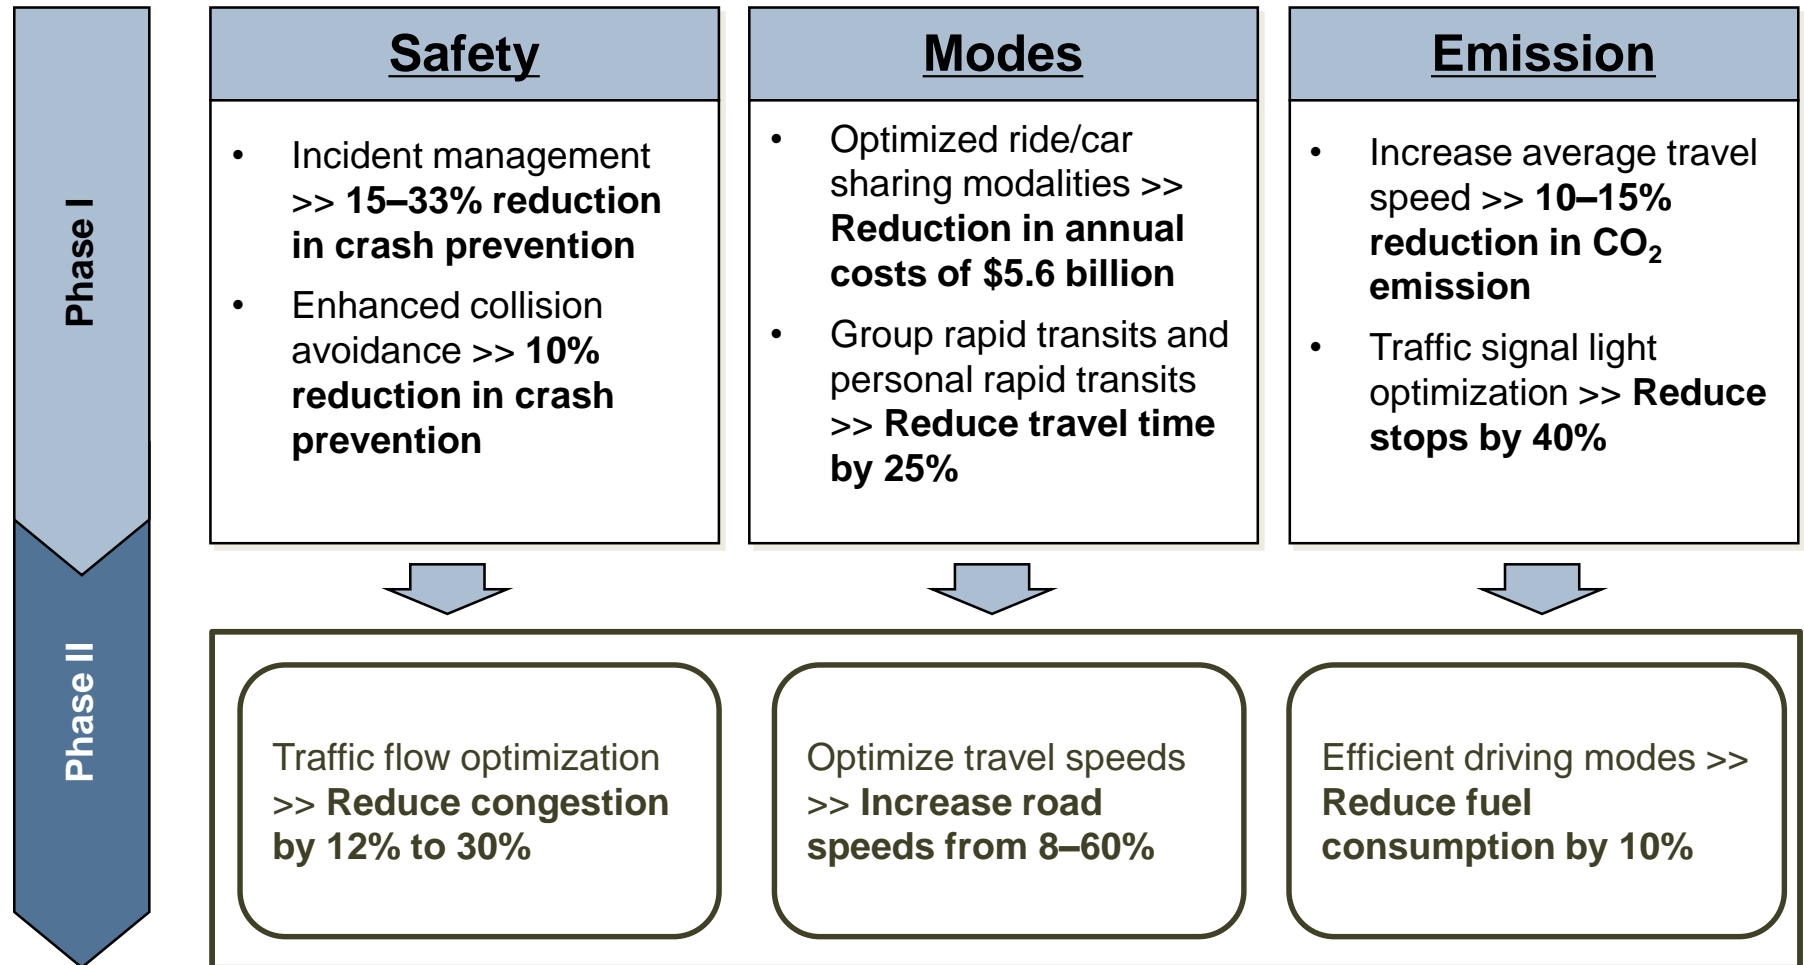 Phase I
Safety
• Incident management
>> 15–33% reduction
in crash prevention
• Enhanced collision
avoidance >> 10%
reduction in crash
prevention
Modes
• Optimized ride/car
sharing modalities >>
Reduction in annual
costs of $5.6 billion
• Group rapid transits and
personal rapid transits
>> Reduce travel time
by 25%
Emission
• Increase average travel
speed >> 10–15%
reduction in CO₂
emission
• Traffic signal light
optimization >> Reduce
stops by 40%
Phase II
Traffic flow optimization
>> Reduce congestion
by 12% to 30%
Optimize travel speeds
>> Increase road
speeds from 8–60%
Efficient driving modes >>
Reduce fuel
consumption by 10%